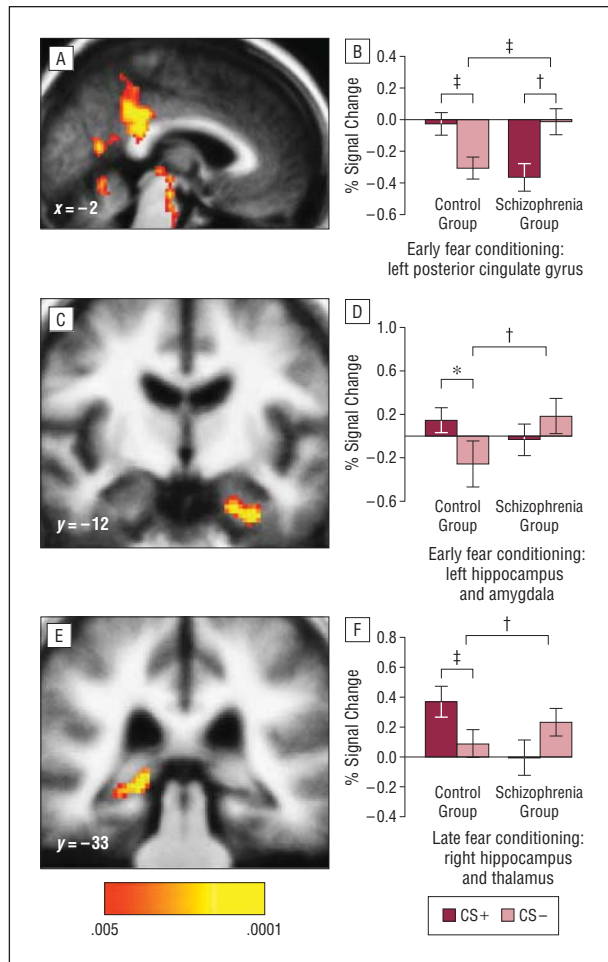 A
x = −2
B
0.4
0.2
0.0
−0.2
−0.4
−0.6
% Signal Change
‡
‡
†
Control Group
Schizophrenia Group
Early fear conditioning:
left posterior cingulate gyrus
C
y = −12
D
1.0
0.6
0.2
−0.2
−0.6
% Signal Change
*
†
Control Group
Schizophrenia Group
Early fear conditioning:
left hippocampus
and amygdala
E
y = −33
.005
.0001
F
0.8
0.6
0.4
0.2
0.0
−0.2
−0.4
% Signal Change
‡
†
Control Group
Schizophrenia Group
Late fear conditioning:
right hippocampus
and thalamus
CS+
CS−